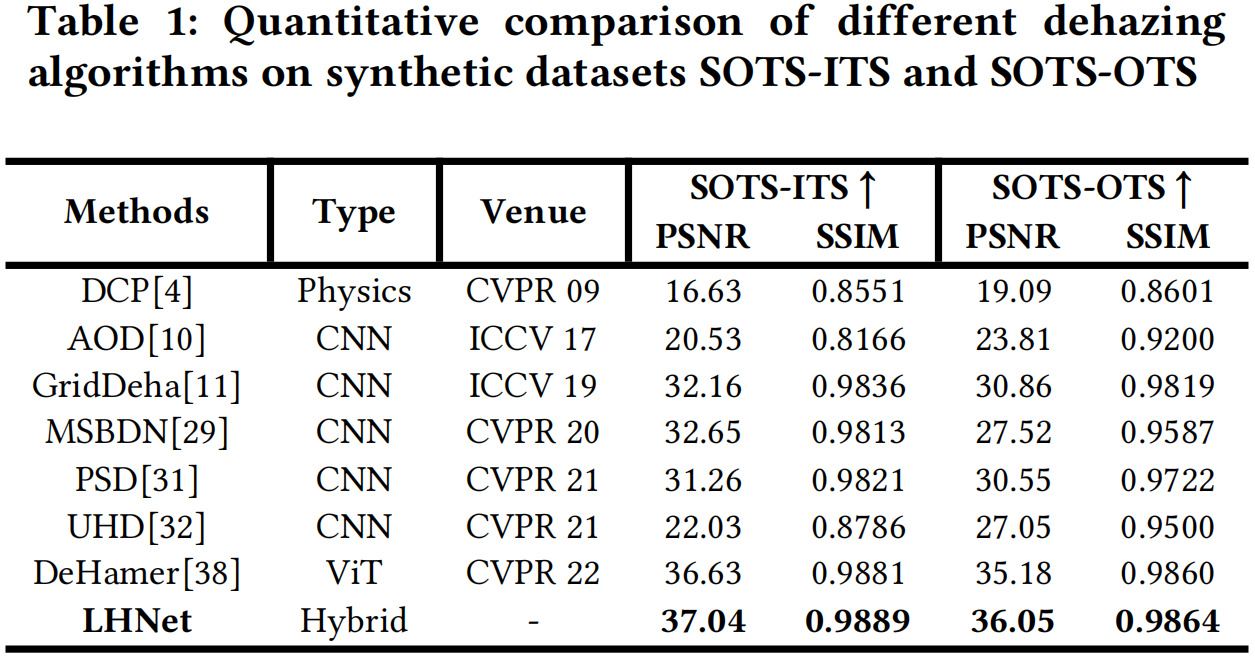 Table 1: Quantitative comparison of different dehazing
algorithms on synthetic datasets SOTS-ITS and SOTS-OTS
Methods Type Venue SOTS-ITS ↑ SOTS-OTS ↑
PSNR SSIM PSNR SSIM
DCP[4] Physics CVPR 09 16.63 0.8551 19.09 0.8601
AOD[10] CNN ICCV 17 20.53 0.8166 23.81 0.9200
GridDeha[11] CNN ICCV 19 32.16 0.9836 30.86 0.9819
MSBDN[29] CNN CVPR 20 32.65 0.9813 27.52 0.9587
PSD[31] CNN CVPR 21 31.26 0.9821 30.55 0.9722
UHD[32] CNN CVPR 21 22.03 0.8786 27.05 0.9500
DeHamer[38] ViT CVPR 22 36.63 0.9881 35.18 0.9860
LHNet Hybrid - 37.04 0.9889 36.05 0.9864